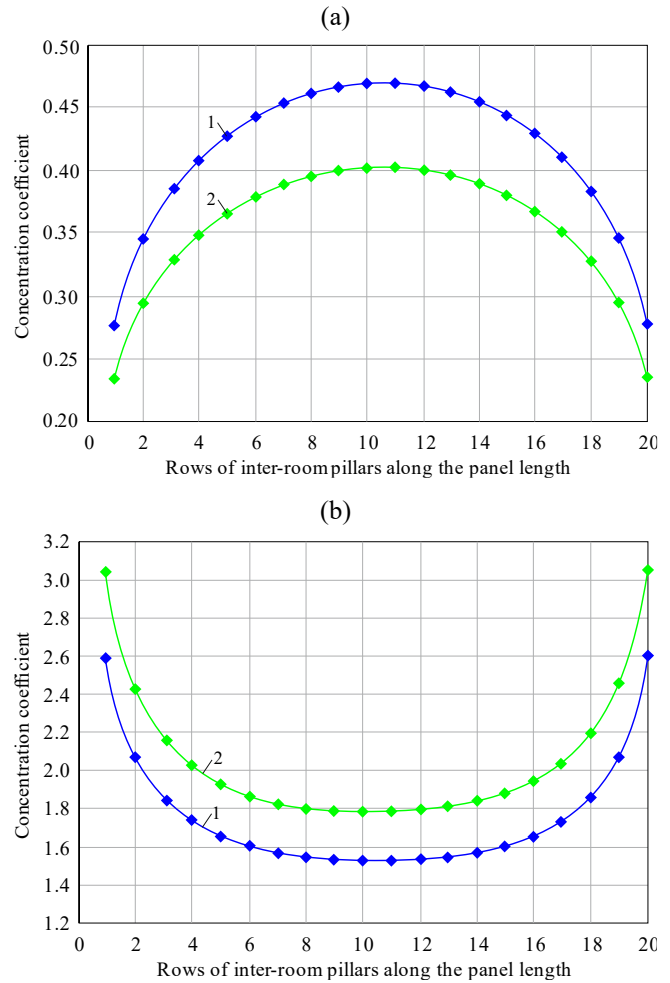 (a)
Concentration coefficient
0.50
0.45
0.40
0.35
0.30
0.25
0.20
1
2
0 2 4 6 8 10 12 14 16 18 20
Rows of inter-room pillars along the panel length
(b)
Concentration coefficient
3.2
3.0
2.8
2.6
2.4
2.2
2.0
1.8
1.6
1.4
1.2
2
1
0 2 4 6 8 10 12 14 16 18 20
Rows of inter-room pillars along the panel length